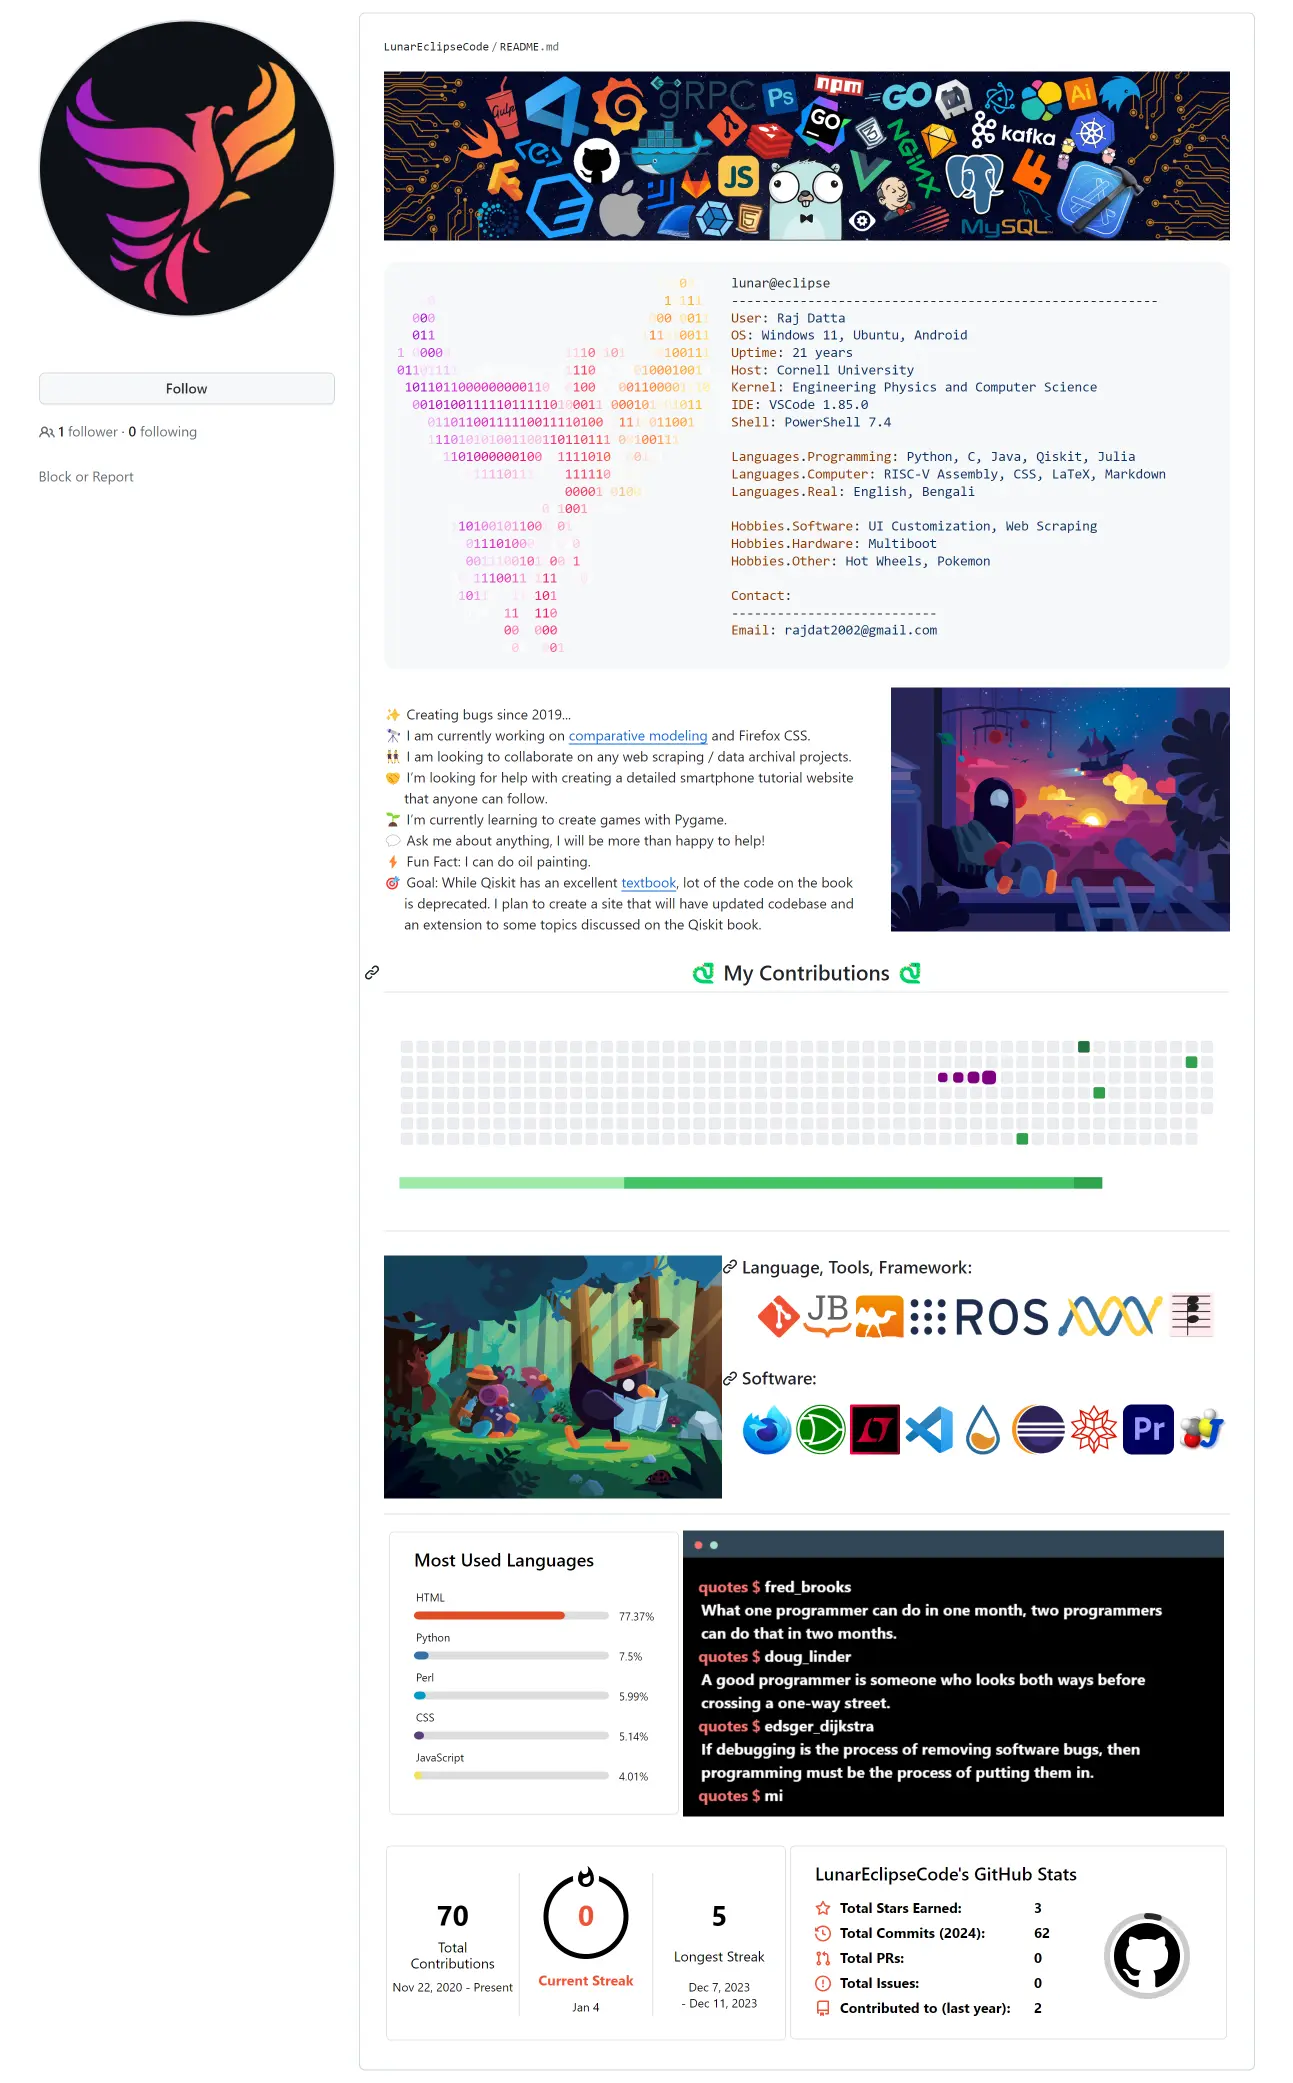 LunarEclipseCode / README.md
Gulp
gRPC
Ps
npm
GO
GO
Ai
kafka
JS
NGINX
MySQL
lunar@eclipse
--------------------------------------------------------
User: Raj Datta
OS: Windows 11, Ubuntu, Android
Uptime: 21 years
Host: Cornell University
Kernel: Engineering Physics and Computer Science
IDE: VSCode 1.85.0
Shell: PowerShell 7.4
Languages.Programming: Python, C, Java, Qiskit, Julia
Languages.Computer: RISC-V Assembly, CSS, LaTeX, Markdown
Languages.Real: English, Bengali
Hobbies.Software: UI Customization, Web Scraping
Hobbies.Hardware: Multiboot
Hobbies.Other: Hot Wheels, Pokemon
Contact:
---------------------------
Email: rajdat2002@gmail.com
Follow
1 follower · 0 following
Block or Report
✨ Creating bugs since 2019...
🔭 I am currently working on comparative modeling and Firefox CSS.
👯 I am looking to collaborate on any web scraping / data archival projects.
🤝 I'm looking for help with creating a detailed smartphone tutorial website
that anyone can follow.
🌱 I'm currently learning to create games with Pygame.
💬 Ask me about anything, I will be more than happy to help!
⚡ Fun Fact: I can do oil painting.
🎯 Goal: While Qiskit has an excellent textbook, lot of the code on the book
is deprecated. I plan to create a site that will have updated codebase and
an extension to some topics discussed on the Qiskit book.
My Contributions
Language, Tools, Framework:
JB
ROS
Software:
Pr
Most Used Languages
HTML
77.37%
Python
7.5%
Perl
5.99%
CSS
5.14%
JavaScript
4.01%
quotes $ fred_brooks
What one programmer can do in one month, two programmers
can do that in two months.
quotes $ doug_linder
A good programmer is someone who looks both ways before
crossing a one-way street.
quotes $ edsger_dijkstra
If debugging is the process of removing software bugs, then
programming must be the process of putting them in.
quotes $ mi
70
Total
Contributions
Nov 22, 2020 - Present
0
Current Streak
Jan 4
5
Longest Streak
Dec 7, 2023
- Dec 11, 2023
LunarEclipseCode's GitHub Stats
Total Stars Earned: 3
Total Commits (2024): 62
Total PRs: 0
Total Issues: 0
Contributed to (last year): 2